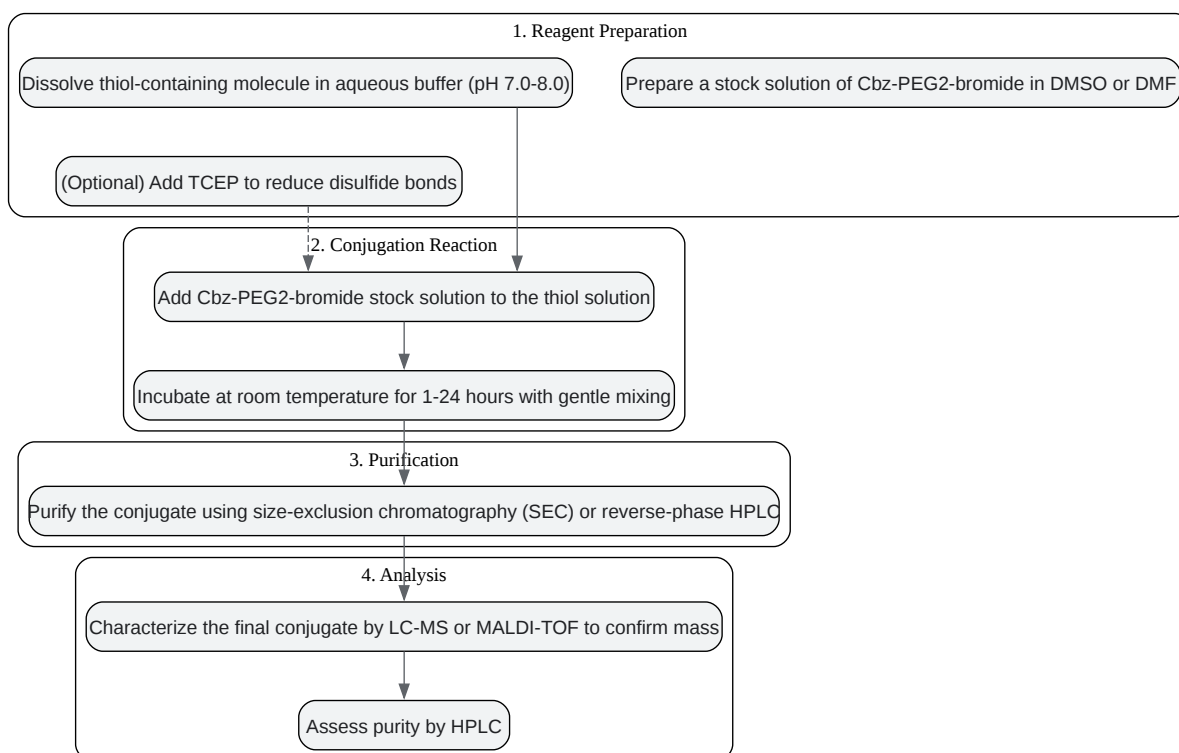 1. Reagent Preparation
Dissolve thiol-containing molecule in aqueous buffer (pH 7.0-8.0)
Prepare a stock solution of Cbz-PEG2-bromide in DMSO or DMF
(Optional) Add TCEP to reduce disulfide bonds
2. Conjugation Reaction
Add Cbz-PEG2-bromide stock solution to the thiol solution
Incubate at room temperature for 1-24 hours with gentle mixing
3. Purification
Purify the conjugate using size-exclusion chromatography (SEC) or reverse-phase HPLC
4. Analysis
Characterize the final conjugate by LC-MS or MALDI-TOF to confirm mass
Assess purity by HPLC